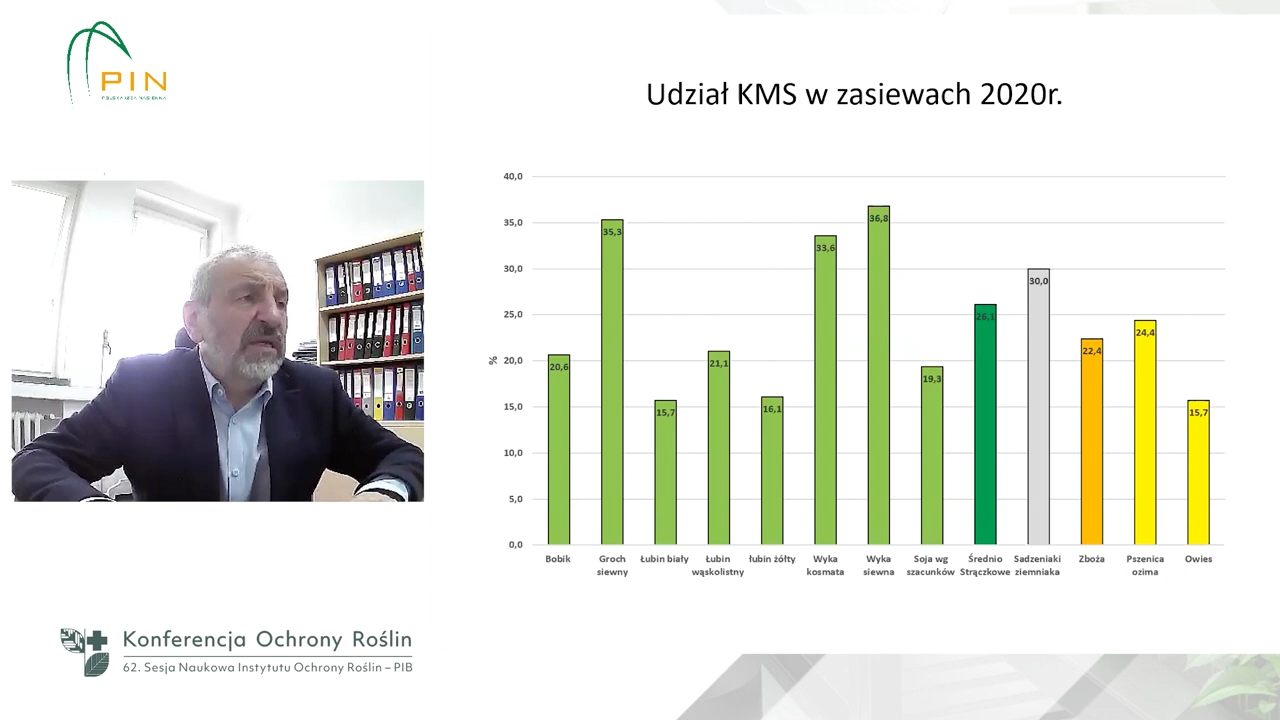 PIN
POLSKA IZBA NASIENNA
Udział KMS w zasiewach 2020r.
40,0
35,0
30,0
25,0
20,0
15,0
10,0
5,0
0,0
%
20,6
35,3
15,7
21,1
16,1
33,6
36,8
19,3
26,1
30,0
22,4
24,4
15,7
Bobik
Groch
siewny
Łubin biały
Łubin
wąskolistny
łubin żółty
Wyka
kosmata
Wyka
siewna
Soja wg
szacunków
Średnio
Strączkowe
Sadzeniaki
ziemniaka
Zboża
Pszenica
ozima
Owies
Konferencja Ochrony Roślin
62. Sesja Naukowa Instytutu Ochrony Roślin – PIB